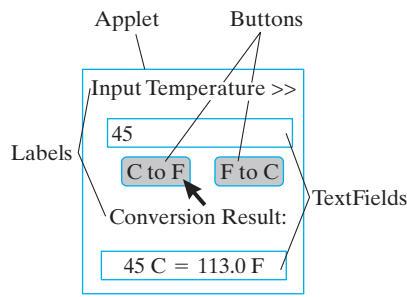 Applet Buttons
Input Temperature >>
45
Labels
C to F F to C
TextFields
Conversion Result:
45 C = 113.0 F